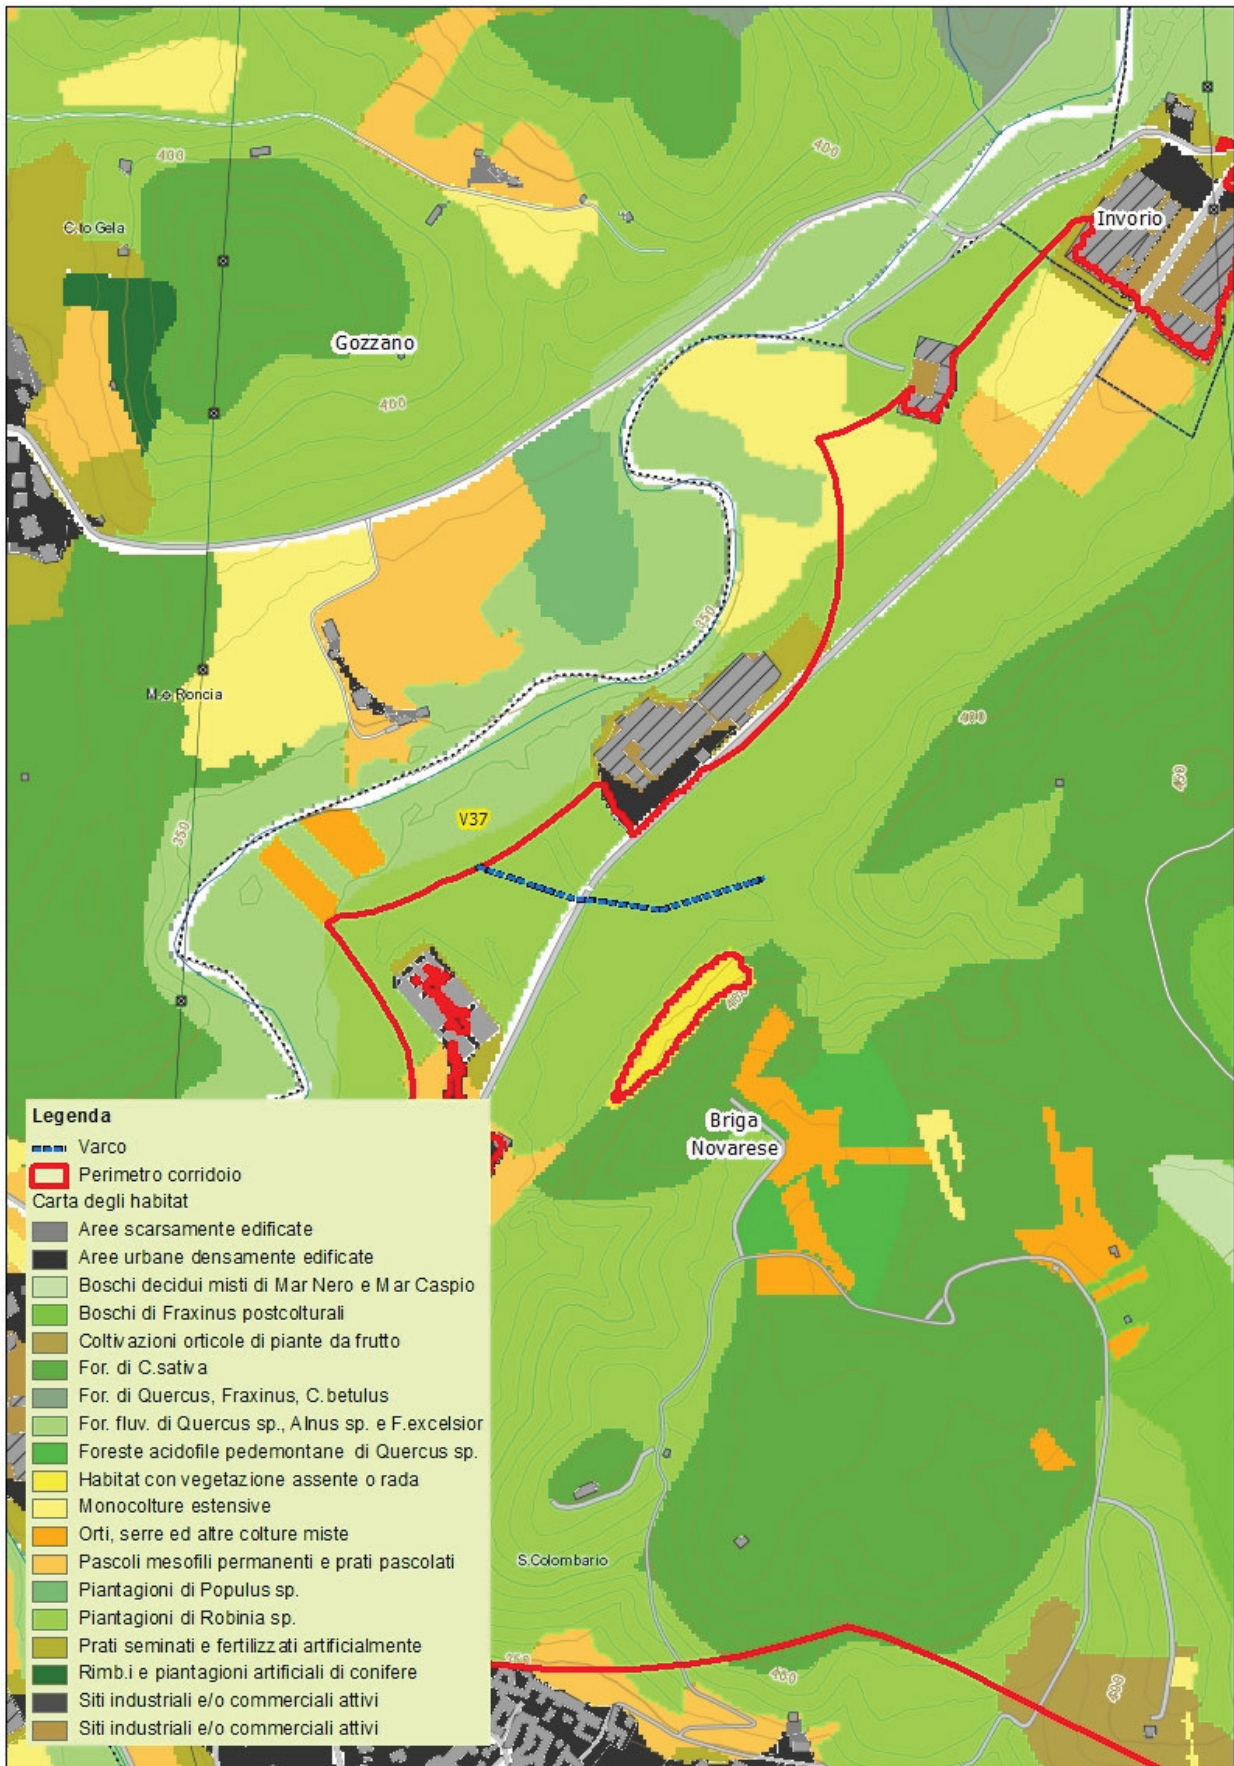 400
400
C.to Gela
Invorio
Gozzano
400
350
M.o Roncia
400
450
V37
350
400
Briga
Novarese
Legenda
Varco
Perimetro corridoio
Carta degli habitat
Aree scarsamente edificate
Aree urbane densamente edificate
Boschi decidui misti di Mar Nero e Mar Caspio
Boschi di Fraxinus postcolturali
Coltivazioni orticole di piante da frutto
For. di C.sativa
For. di Quercus, Fraxinus, C.betulus
For. fluv. di Quercus sp., Alnus sp. e F.excelsior
Foreste acidofile pedemontane di Quercus sp.
Habitat con vegetazione assente o rada
Monocolture estensive
Orti, serre ed altre colture miste
Pascoli mesofili permanenti e prati pascolati
Piantagioni di Populus sp.
Piantagioni di Robinia sp.
Prati seminati e fertilizzati artificialmente
Rimb.i e piantagioni artificiali di conifere
Siti industriali e/o commerciali attivi
Siti industriali e/o commerciali attivi
S.Colombario
350
400
400